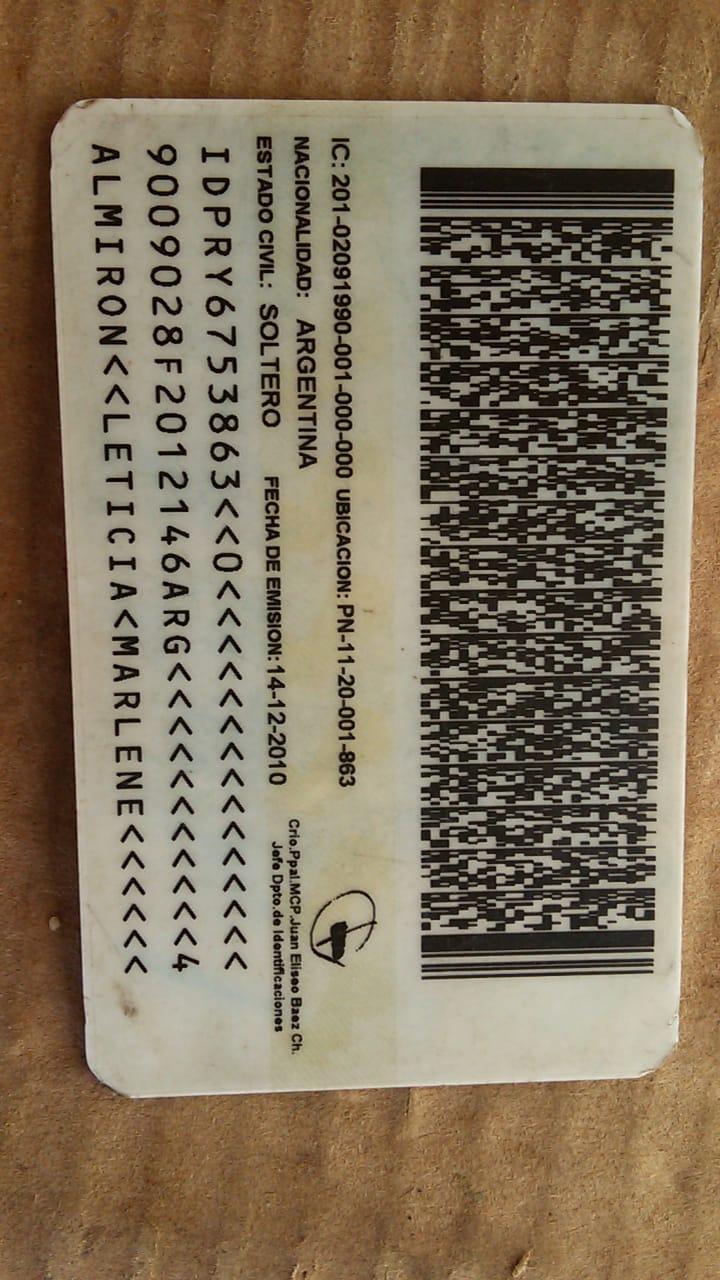 IC: 201-02091990-001-000-000 UBICACION: PN-11-20-001-863
NACIONALIDAD: ARGENTINA
ESTADO CIVIL: SOLTERO FECHA DE EMISION: 14-12-2010
Crio.Ppal.MCP.Juan Eliseo Baez Ch.
Jefe Dpto.de Identificaciones
IDPRY6753863<<0<<<<<<<<<<<<<<<
9009028F2012146ARG<<<<<<<<<<<4
ALMIRON<<LETICIA<MARLENE<<<<<<